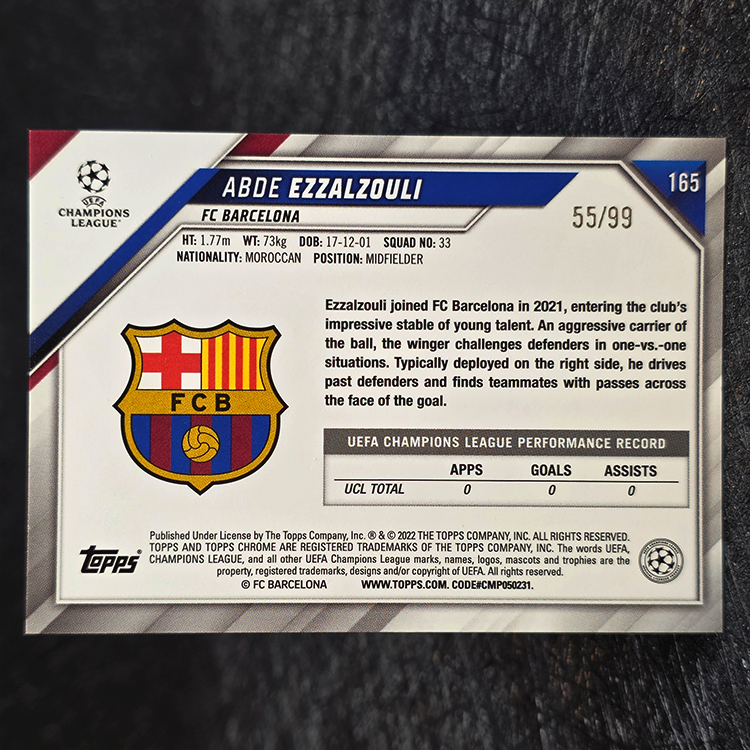 UEFA
CHAMPIONS
LEAGUE®
ABDE EZZALZOULI
165
FC BARCELONA
55/99
HT: 1.77m WT: 73kg DOB: 17-12-01 SQUAD NO: 33
NATIONALITY: MOROCCAN POSITION: MIDFIELDER
Ezzalzouli joined FC Barcelona in 2021, entering the club's
impressive stable of young talent. An aggressive carrier of
the ball, the winger challenges defenders in one-vs.-one
situations. Typically deployed on the right side, he drives
past defenders and finds teammates with passes across
the face of the goal.
FCB
UEFA CHAMPIONS LEAGUE PERFORMANCE RECORD
APPS GOALS ASSISTS
UCL TOTAL 0 0 0
Published Under License by The Topps Company, Inc. ® & © 2022 THE TOPPS COMPANY, INC. ALL RIGHTS RESERVED.
TOPPS AND TOPPS CHROME ARE REGISTERED TRADEMARKS OF THE TOPPS COMPANY, INC. The words UEFA,
CHAMPIONS LEAGUE, and all other UEFA Champions League marks, names, logos, mascots and trophies are the
property, registered trademarks, designs and/or copyright of UEFA. All rights reserved.
© FC BARCELONA WWW.TOPPS.COM. CODE#CMP050231.
Topps®